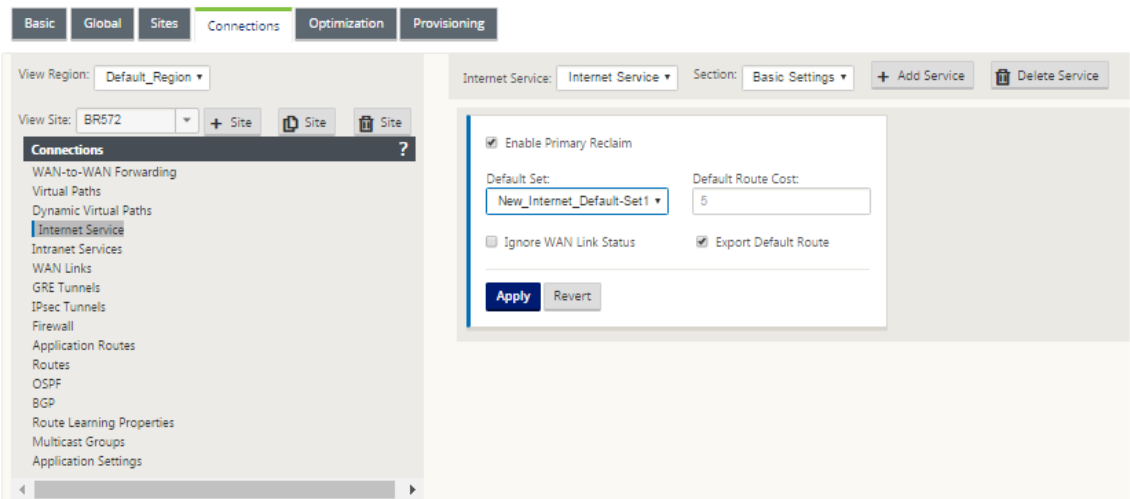 Basic Global Sites Connections Optimization Provisioning
View Region: Default_Region
Internet Service: Internet Service Section: Basic Settings + Add Service Delete Service
View Site: BR572 + Site Site Site
Connections ?
WAN-to-WAN Forwarding
Virtual Paths
Dynamic Virtual Paths
Internet Service
Intranet Services
WAN Links
GRE Tunnels
IPsec Tunnels
Firewall
Application Routes
Routes
OSPF
BGP
Route Learning Properties
Multicast Groups
Application Settings
Enable Primary Reclaim
Default Set: Default Route Cost:
New_Internet_Default-Set1 5
Ignore WAN Link Status Export Default Route
Apply Revert